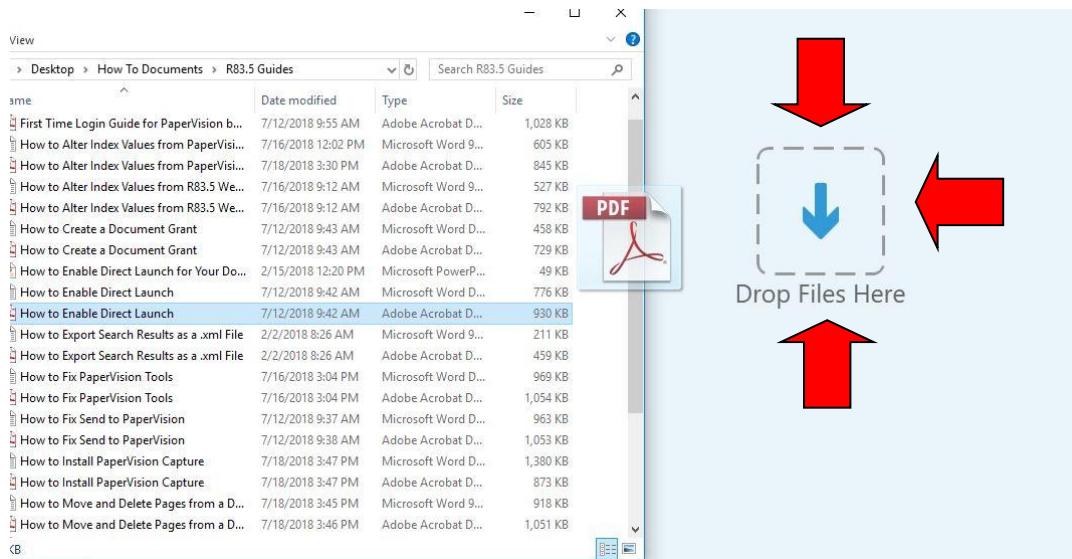 View
> Desktop > How To Documents > R83.5 Guides Search R83.5 Guides
ame Date modified Type Size
First Time Login Guide for PaperVision b... 7/12/2018 9:55 AM Adobe Acrobat D... 1,028 KB
How to Alter Index Values from PaperVisi... 7/16/2018 12:02 PM Microsoft Word 9... 605 KB
How to Alter Index Values from PaperVisi... 7/18/2018 3:30 PM Adobe Acrobat D... 845 KB
How to Alter Index Values from R83.5 We... 7/16/2018 9:12 AM Microsoft Word 9... 527 KB
How to Alter Index Values from R83.5 We... 7/16/2018 9:12 AM Adobe Acrobat D... 792 KB
How to Create a Document Grant 7/12/2018 9:43 AM Microsoft Word D... 458 KB
How to Create a Document Grant 7/12/2018 9:43 AM Adobe Acrobat D... 729 KB
How to Enable Direct Launch for Your Do... 2/15/2018 12:20 PM Microsoft PowerP... 49 KB
How to Enable Direct Launch 7/12/2018 9:42 AM Microsoft Word D... 776 KB
How to Enable Direct Launch 7/12/2018 9:42 AM Adobe Acrobat D... 930 KB
How to Export Search Results as a .xml File 2/2/2018 8:26 AM Microsoft Word 9... 211 KB
How to Export Search Results as a .xml File 2/2/2018 8:26 AM Adobe Acrobat D... 459 KB
How to Fix PaperVision Tools 7/16/2018 3:04 PM Microsoft Word D... 969 KB
How to Fix PaperVision Tools 7/16/2018 3:04 PM Adobe Acrobat D... 1,054 KB
How to Fix Send to PaperVision 7/12/2018 9:37 AM Microsoft Word D... 963 KB
How to Fix Send to PaperVision 7/12/2018 9:38 AM Adobe Acrobat D... 1,053 KB
How to Install PaperVision Capture 7/18/2018 3:47 PM Microsoft Word D... 1,380 KB
How to Install PaperVision Capture 7/18/2018 3:47 PM Adobe Acrobat D... 873 KB
How to Move and Delete Pages from a D... 7/18/2018 3:45 PM Microsoft Word 9... 918 KB
How to Move and Delete Pages from a D... 7/18/2018 3:46 PM Adobe Acrobat D... 1,051 KB
KB
PDF
Drop Files Here